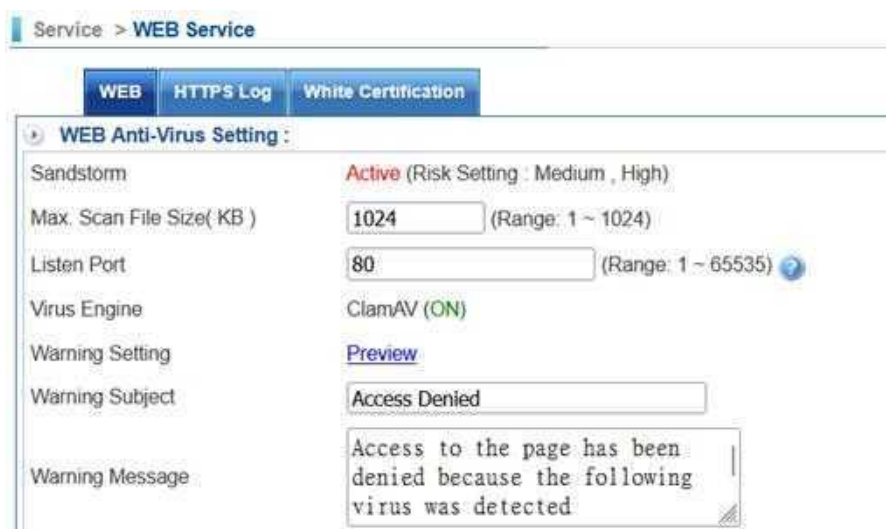 Service > WEB Service
WEB HTTPS Log White Certification
WEB Anti-Virus Setting :
Sandstorm Active (Risk Setting : Medium , High)
Max. Scan File Size( KB ) 1024 (Range: 1 ~ 1024)
Listen Port 80 (Range: 1 ~ 65535) ?
Virus Engine ClamAV (ON)
Warning Setting Preview
Warning Subject Access Denied
Warning Message Access to the page has been
denied because the following
virus was detected